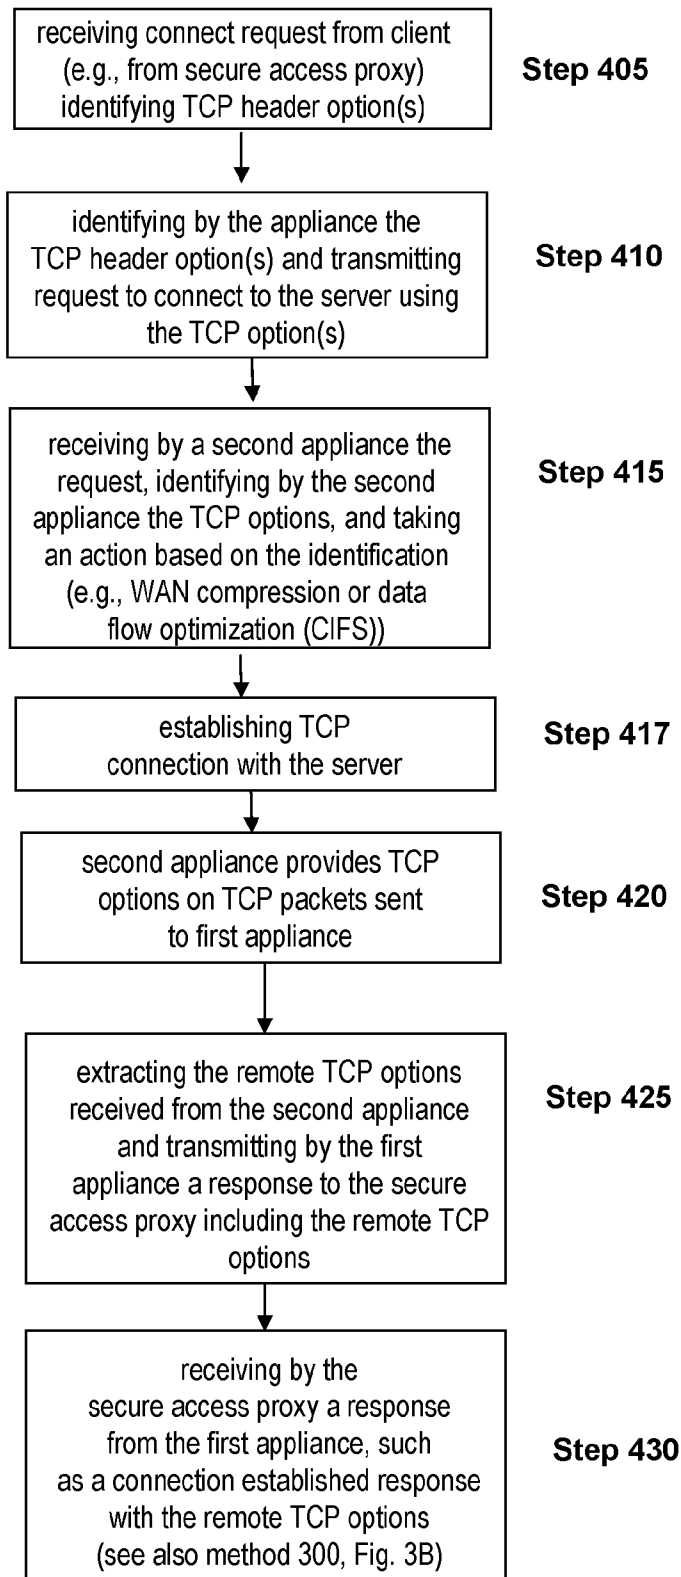 receiving connect request from client
(e.g., from secure access proxy)
identifying TCP header option(s)
Step 405
identifying by the appliance the
TCP header option(s) and transmitting
request to connect to the server using
the TCP option(s)
Step 410
receiving by a second appliance the
request, identifying by the second
appliance the TCP options, and taking
an action based on the identification
(e.g., WAN compression or data
flow optimization (CIFS))
Step 415
establishing TCP
connection with the server
Step 417
second appliance provides TCP
options on TCP packets sent
to first appliance
Step 420
extracting the remote TCP options
received from the second appliance
and transmitting by the first
appliance a response to the secure
access proxy including the remote TCP
options
Step 425
receiving by the
secure access proxy a response
from the first appliance, such
as a connection established response
with the remote TCP options
(see also method 300, Fig. 3B)
Step 430